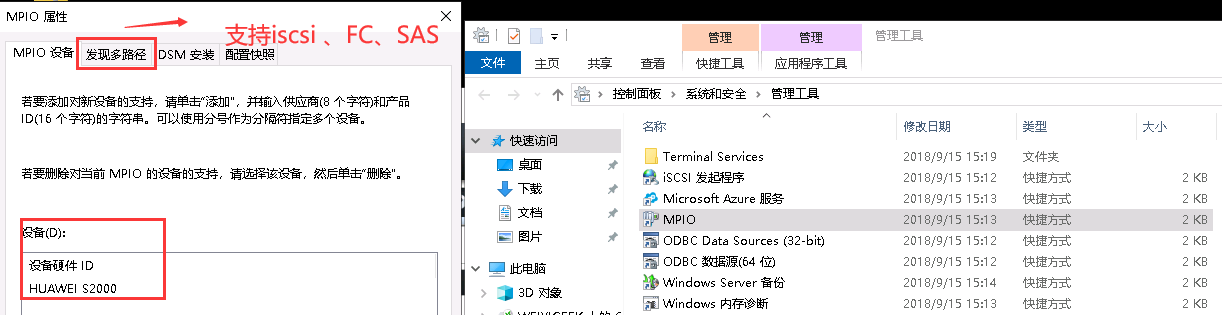 MPIO 属性
支持iscsi 、FC、SAS
MPIO 设备 发现多路径 DSM 安装 配置快照
若要添加对新设备的支持，请单击"添加"，并输入供应商(8 个字符)和产品
ID(16 个字符)的字符串。可以使用分号作为分隔符指定多个设备。
若要删除对当前 MPIO 的设备的支持，请选择该设备，然后单击"删除"。
设备(D):
设备硬件 ID
HUAWEI S2000
管理 管理 管理工具
文件 主页 共享 查看 快捷工具 应用程序工具
控制面板 系统和安全 管理工具
快速访问
桌面
下载
文档
图片
此电脑
3D 对象
名称 修改日期 类型 大小
Terminal Services 2018/9/15 15:19 文件夹
iSCSI 发起程序 2018/9/15 15:12 快捷方式 2 KB
Microsoft Azure 服务 2018/9/15 15:13 快捷方式 2 KB
MPIO 2018/9/15 15:13 快捷方式 2 KB
ODBC Data Sources (32-bit) 2018/9/15 15:12 快捷方式 2 KB
ODBC 数据源(64 位) 2018/9/15 15:12 快捷方式 2 KB
Windows Server 备份 2018/9/15 15:14 快捷方式 2 KB
Windows 内存诊断 2018/9/15 15:13 快捷方式 2 KB